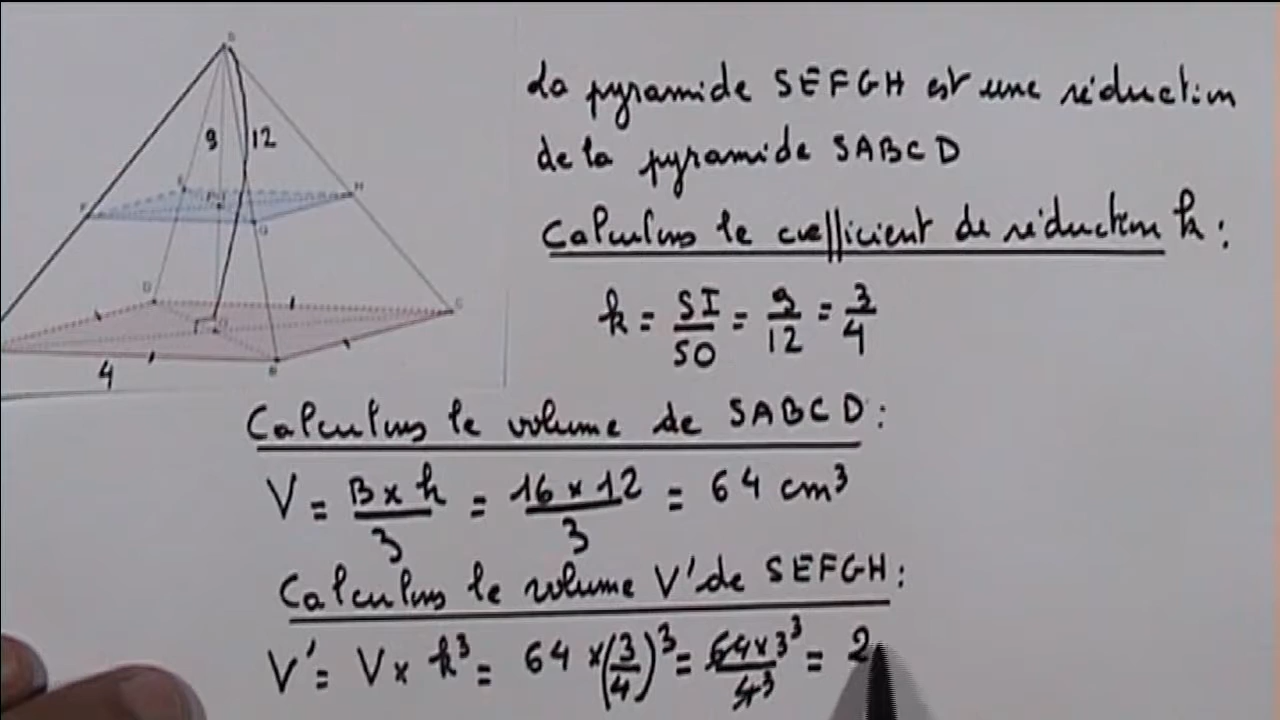 S
9 12
E H
F I
G
D C
O
4 B
La pyramide SEFGH est une réduction
de la pyramide SABCD
Calculons le coefficient de réduction k :
k = SI/SO = 9/12 = 3/4
Calculons le volume de SABCD :
V = B x h / 3 = 16 x 12 / 3 = 64 cm³
Calculons le volume V' de SEFGH :
V' = V x k³ = 64 x (3/4)³ = 64 x 3³ / 4³ = 2